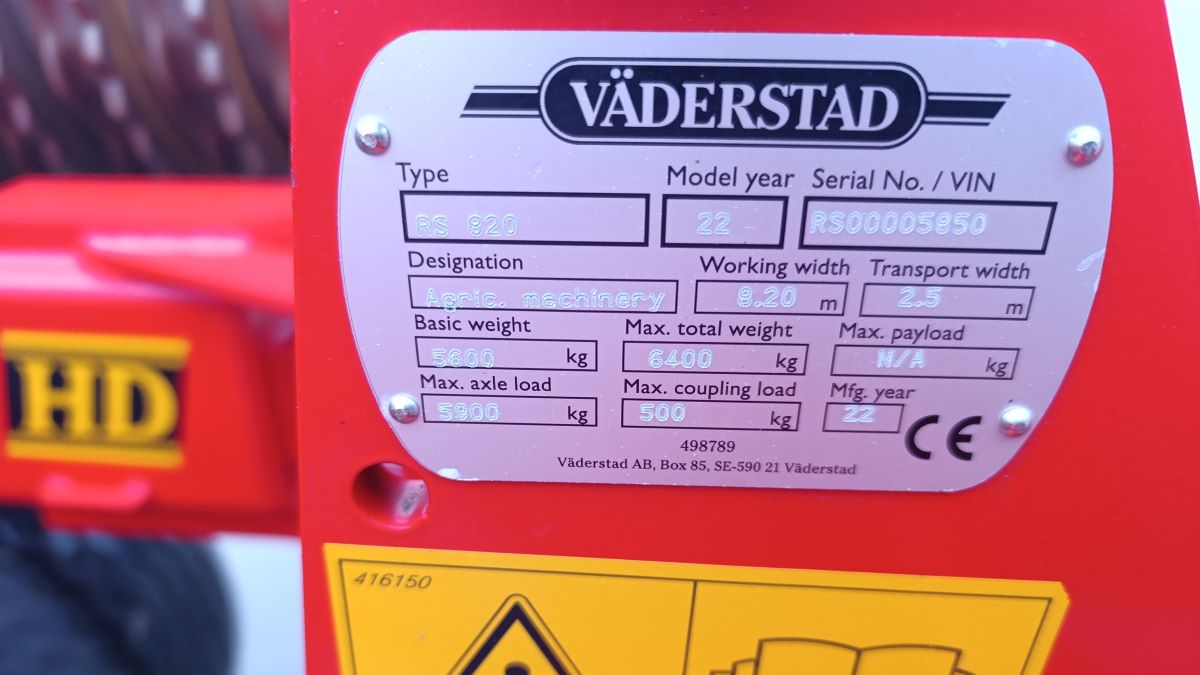 VÄDERSTAD
Type Model year Serial No. / VIN
RS 820 22 RS00005850
Designation Working width Transport width
Agric. machinery 8.20 m 2.5 m
Basic weight Max. total weight Max. payload
5600 kg 6400 kg N/A kg
Max. axle load Max. coupling load Mfg. year
5900 kg 500 kg 22
CE
498789
Väderstad AB, Box 85, SE-590 21 Väderstad
HD
416150